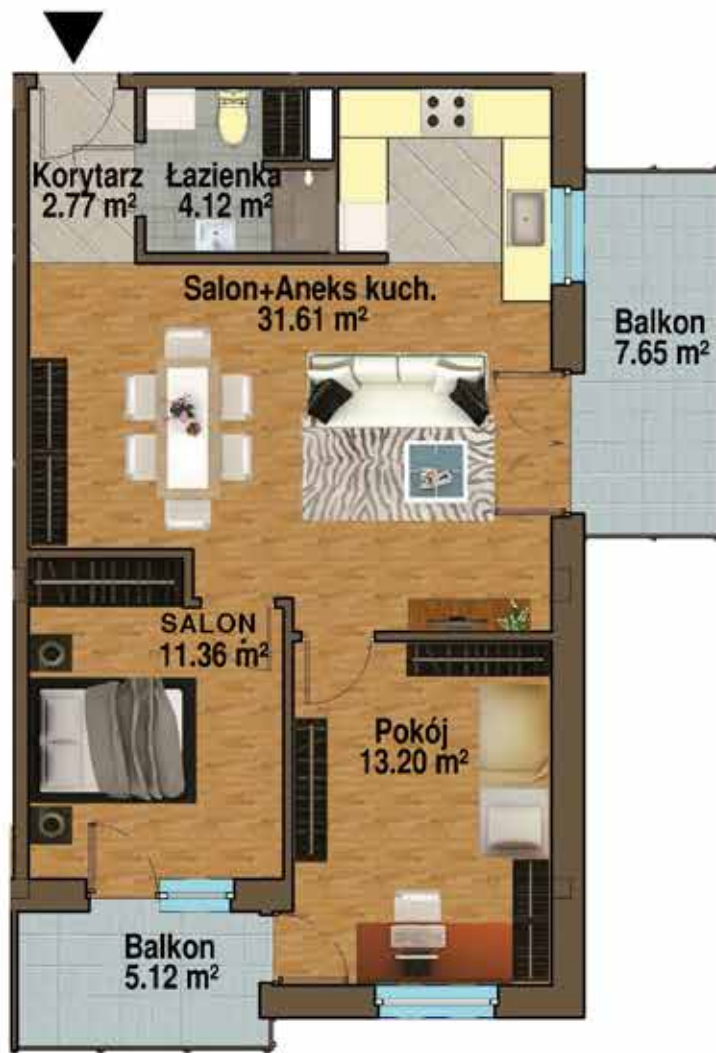 Korytarz
2.77 m²
Łazienka
4.12 m²
Salon+Aneks kuch.
31.61 m²
Balkon
7.65 m²
SALON
11.36 m²
Pokój
13.20 m²
Balkon
5.12 m²